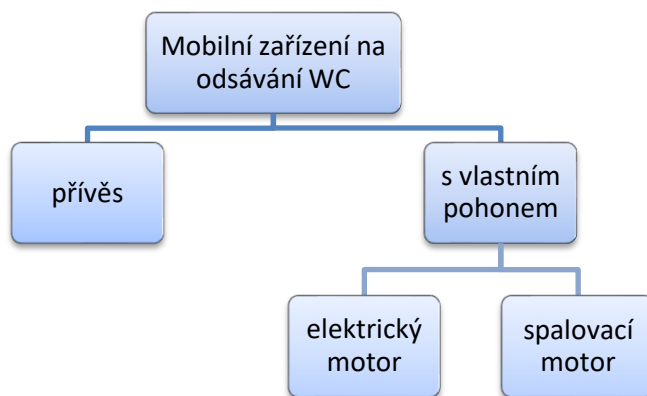 Mobilní zařízení na
odsávání WC
přívěs
s vlastním
pohonem
elektrický
motor
spalovací
motor